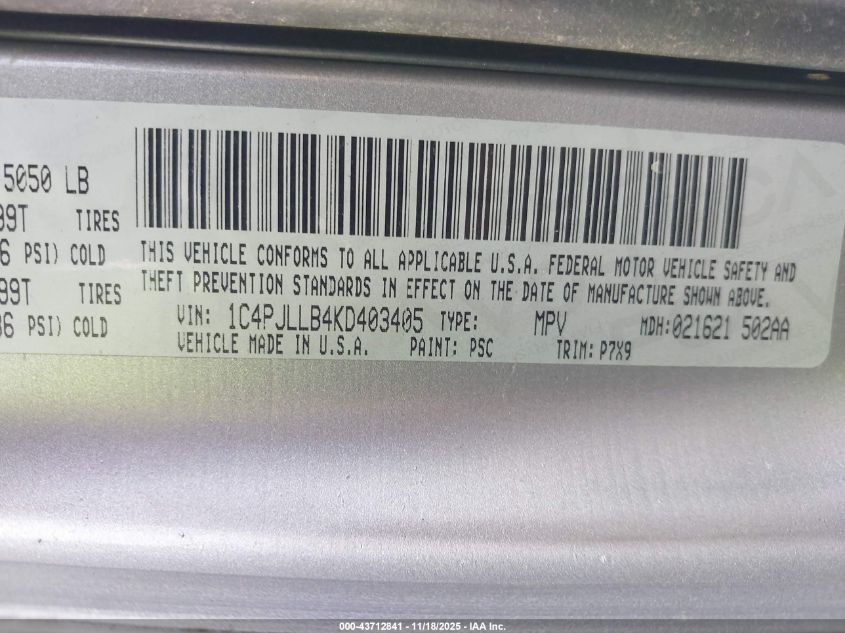 5050 LB
99T TIRES
6 PSI) COLD
99T TIRES
36 PSI) COLD
THIS VEHICLE CONFORMS TO ALL APPLICABLE U.S.A. FEDERAL MOTOR VEHICLE SAFETY AND
THEFT PREVENTION STANDARDS IN EFFECT ON THE DATE OF MANUFACTURE SHOWN ABOVE.
VIN: 1C4PJLLB4KD403405 TYPE: MPV MDH:021621 502AA
VEHICLE MADE IN U.S.A. PAINT: PSC TRIM: P7X9
000-43712841 - 11/18/2025 - IAA Inc.